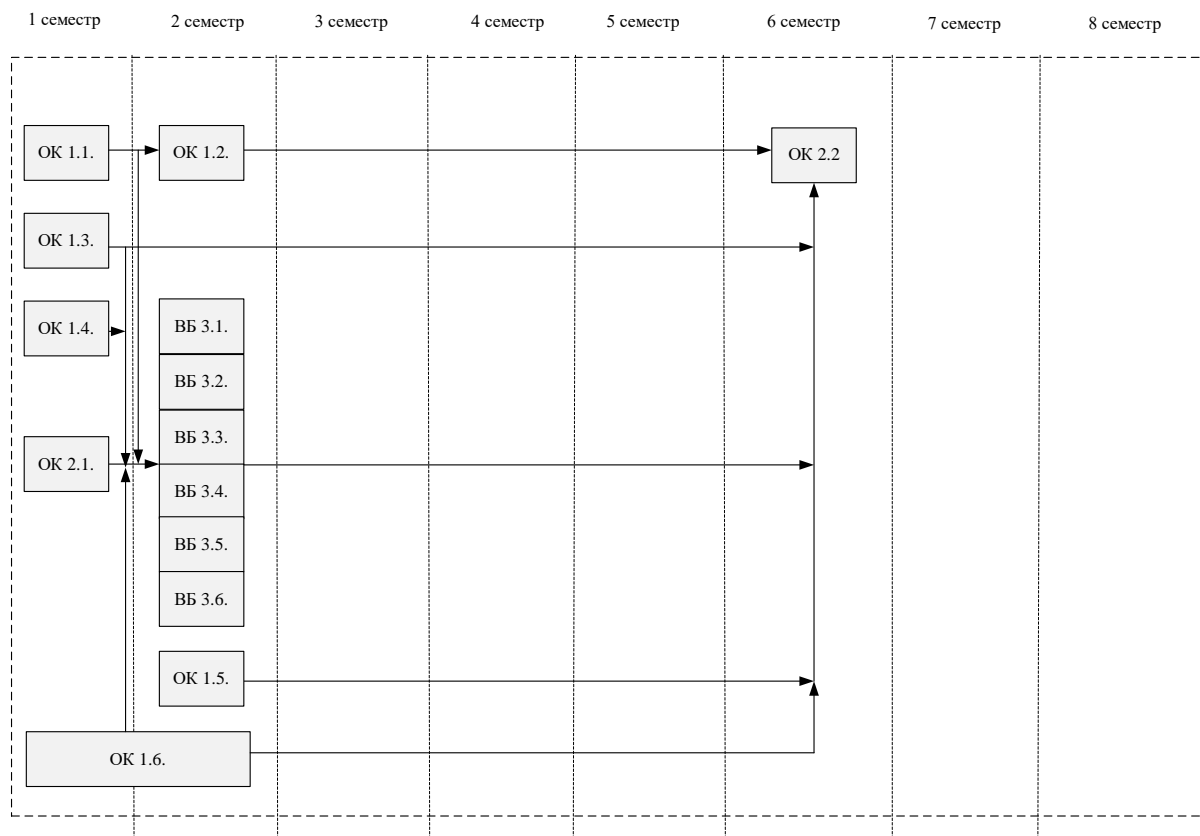 1 семестр
2 семестр
3 семестр
4 семестр
5 семестр
6 семестр
7 семестр
8 семестр
ОК 1.1.
ОК 1.2.
ОК 2.2
ОК 1.3.
ОК 1.4.
ВБ 3.1.
ВБ 3.2.
ВБ 3.3.
ОК 2.1.
ВБ 3.4.
ВБ 3.5.
ВБ 3.6.
ОК 1.5.
ОК 1.6.